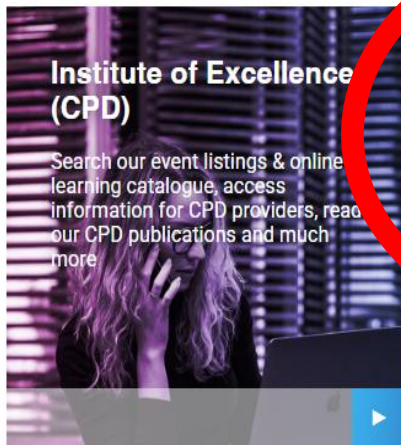 Institute of Excellence
(CPD)
Search our event listings & online
learning catalogue, access
information for CPD providers, read
our CPD publications and much
more